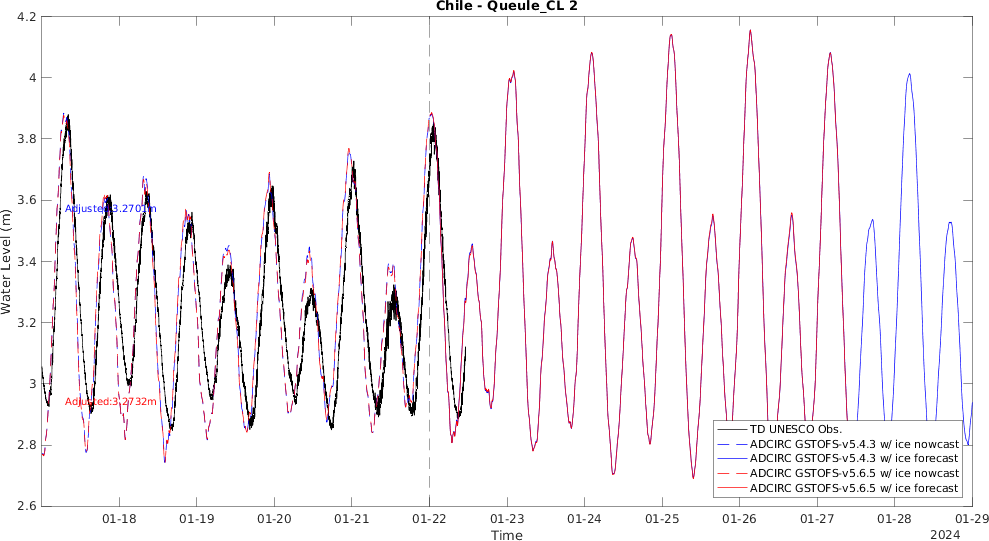 Chile - Queule_CL 2
4.2
4
3.8
3.6
3.4
3.2
3
2.8
2.6
Water Level (m)
Adjusted:3.2701m
Adjusted:3.2732m
TD UNESCO Obs.
ADCIRC GSTOFS-v5.4.3 w/ ice nowcast
ADCIRC GSTOFS-v5.4.3 w/ ice forecast
ADCIRC GSTOFS-v5.6.5 w/ ice nowcast
ADCIRC GSTOFS-v5.6.5 w/ ice forecast
01-18 01-19 01-20 01-21 01-22 01-23 01-24 01-25 01-26 01-27 01-28 01-29
Time
2024